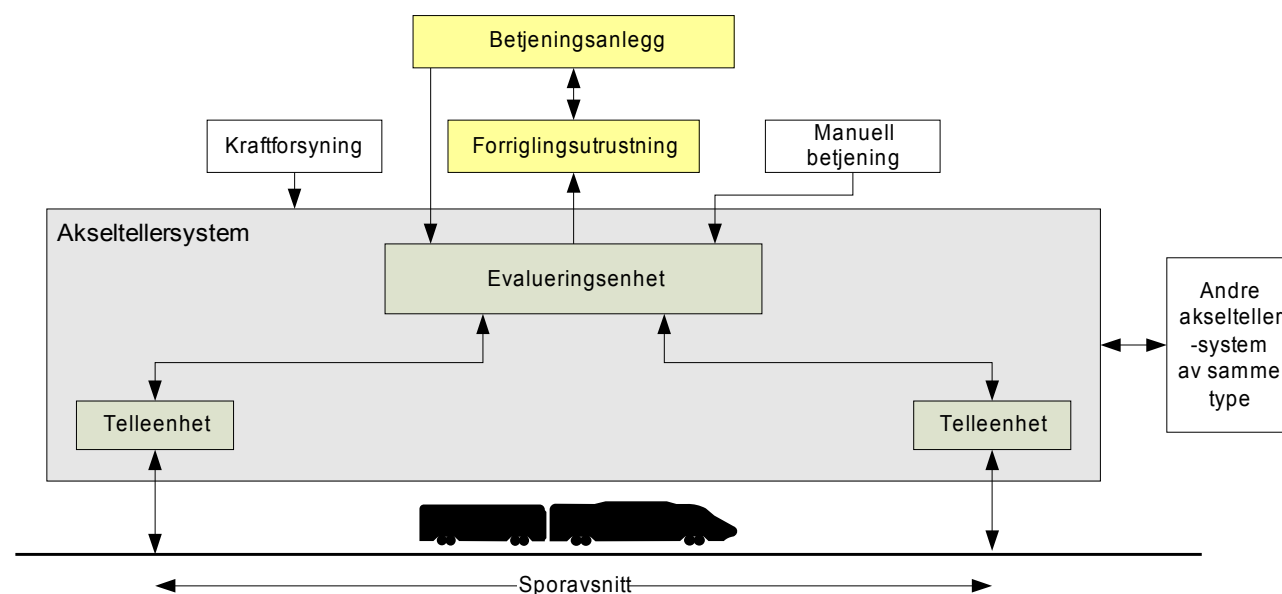 Betjeningsanlegg
Kraftforsyning
Forriglingsutrustning
Manuell
betjening
Akseltellersystem
Evalueringsenhet
Andre
akselteller
-system
av samme
type
Telleenhet
Telleenhet
Sporavsnitt